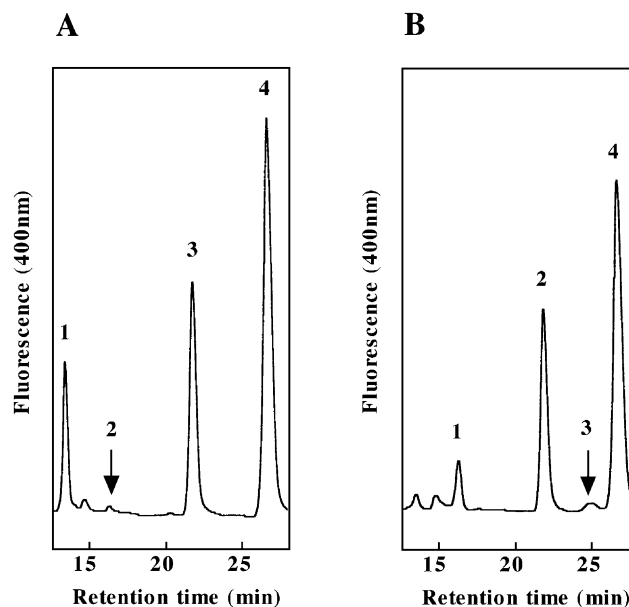 A
B
Fluorescence (400nm)
1
2
3
4
15
20
25
Retention time (min)
Fluorescence (400nm)
1
2
3
4
15
20
25
Retention time (min)